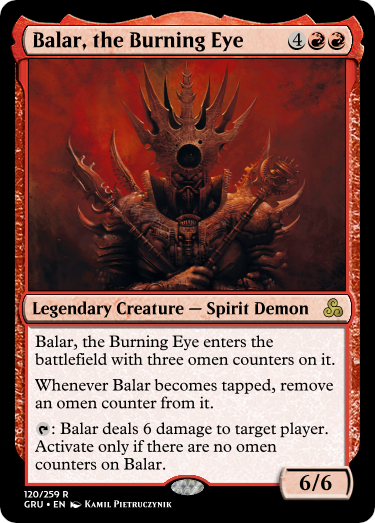 Balar, the Burning Eye 4
Legendary Creature — Spirit Demon
Balar, the Burning Eye enters the
battlefield with three omen counters on it.
Whenever Balar becomes tapped, remove
an omen counter from it.
: Balar deals 6 damage to target player.
Activate only if there are no omen
counters on Balar.
6/6
120/259 R
GRU • EN Kamil Pietruczynik